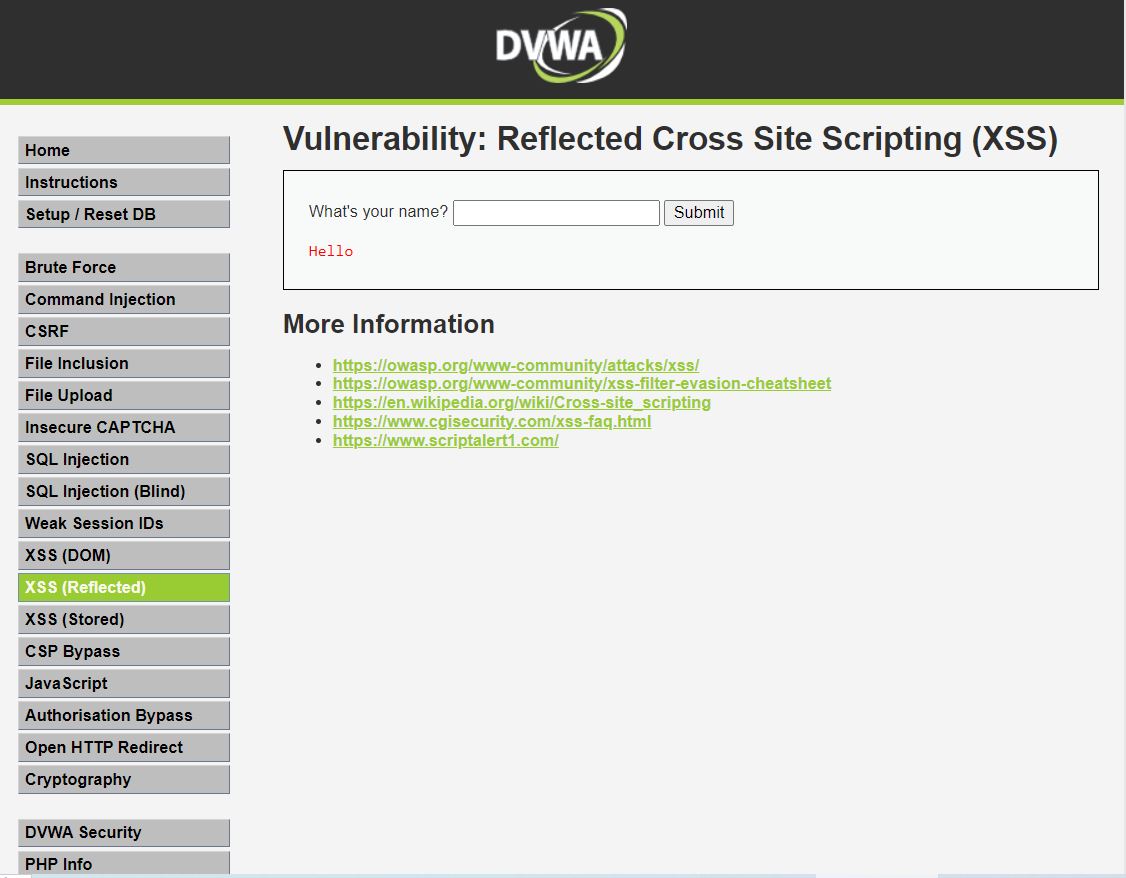 DVWA
Home
Instructions
Setup / Reset DB
Brute Force
Command Injection
CSRF
File Inclusion
File Upload
Insecure CAPTCHA
SQL Injection
SQL Injection (Blind)
Weak Session IDs
XSS (DOM)
XSS (Reflected)
XSS (Stored)
CSP Bypass
JavaScript
Authorisation Bypass
Open HTTP Redirect
Cryptography
DVWA Security
PHP Info
Vulnerability: Reflected Cross Site Scripting (XSS)
What's your name? Submit
Hello
More Information
https://owasp.org/www-community/attacks/xss/
https://owasp.org/www-community/xss-filter-evasion-cheatsheet
https://en.wikipedia.org/wiki/Cross-site_scripting
https://www.cgisecurity.com/xss-faq.html
https://www.scriptalert1.com/